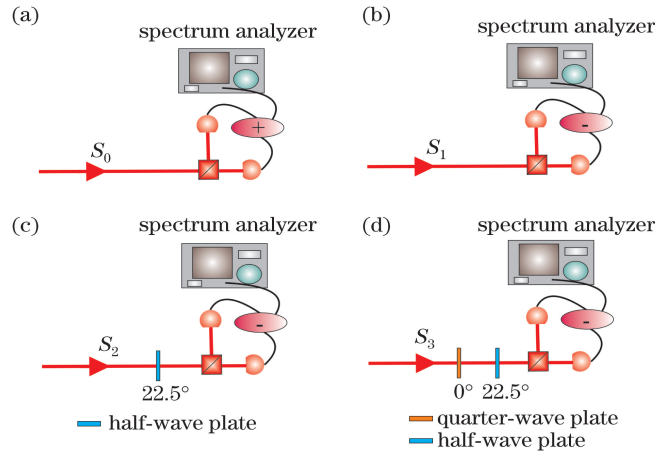 (a)
spectrum analyzer
+
S0
(b)
spectrum analyzer
-
S1
(c)
spectrum analyzer
-
S2
22.5°
half-wave plate
(d)
spectrum analyzer
-
S3
0° 22.5°
quarter-wave plate
half-wave plate